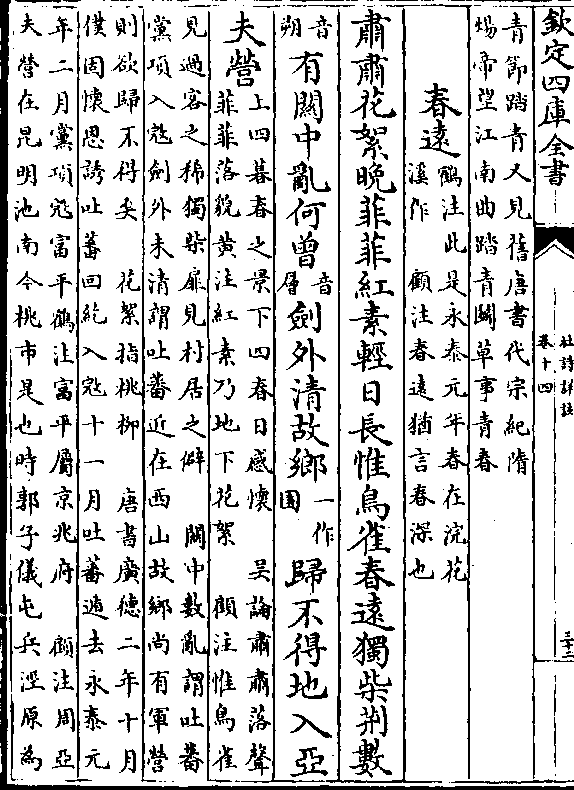 欽定四庫全書
杜詩詳註
卷十四
三十二
青節踏青又見舊唐書代宗紀隋
煬帝望江南曲踏青鬬草事青春
春遠
鶴注此是永泰元年春在浣花
溪作 顧注春遠猶言春深也
肅肅花絮晚菲菲紅素輕日長惟鳥雀春遠獨柴荆數
音朔有關中亂何曾音層劍外清故鄉一作國歸不得地入亞
夫營
上四暮春之景下四春日感懷 吳論肅肅落聲
菲菲落貌黃注紅素乃地下花絮 顧注惟鳥雀
見過客之稀獨柴扉見村居之僻 關中數亂謂吐蕃
黨項入寇劍外未清謂吐蕃近在西山故鄉尚有軍營
則欲歸不得矣 花絮指桃柳 唐書廣德二年十月
僕固懷恩誘吐蕃回紇入寇十一月吐蕃遁去永泰元
年二月黨項寇富平鶴注富平屬京兆府 顧注周亞
夫營在昆明池南今桃市是也時郭子儀屯兵涇原為